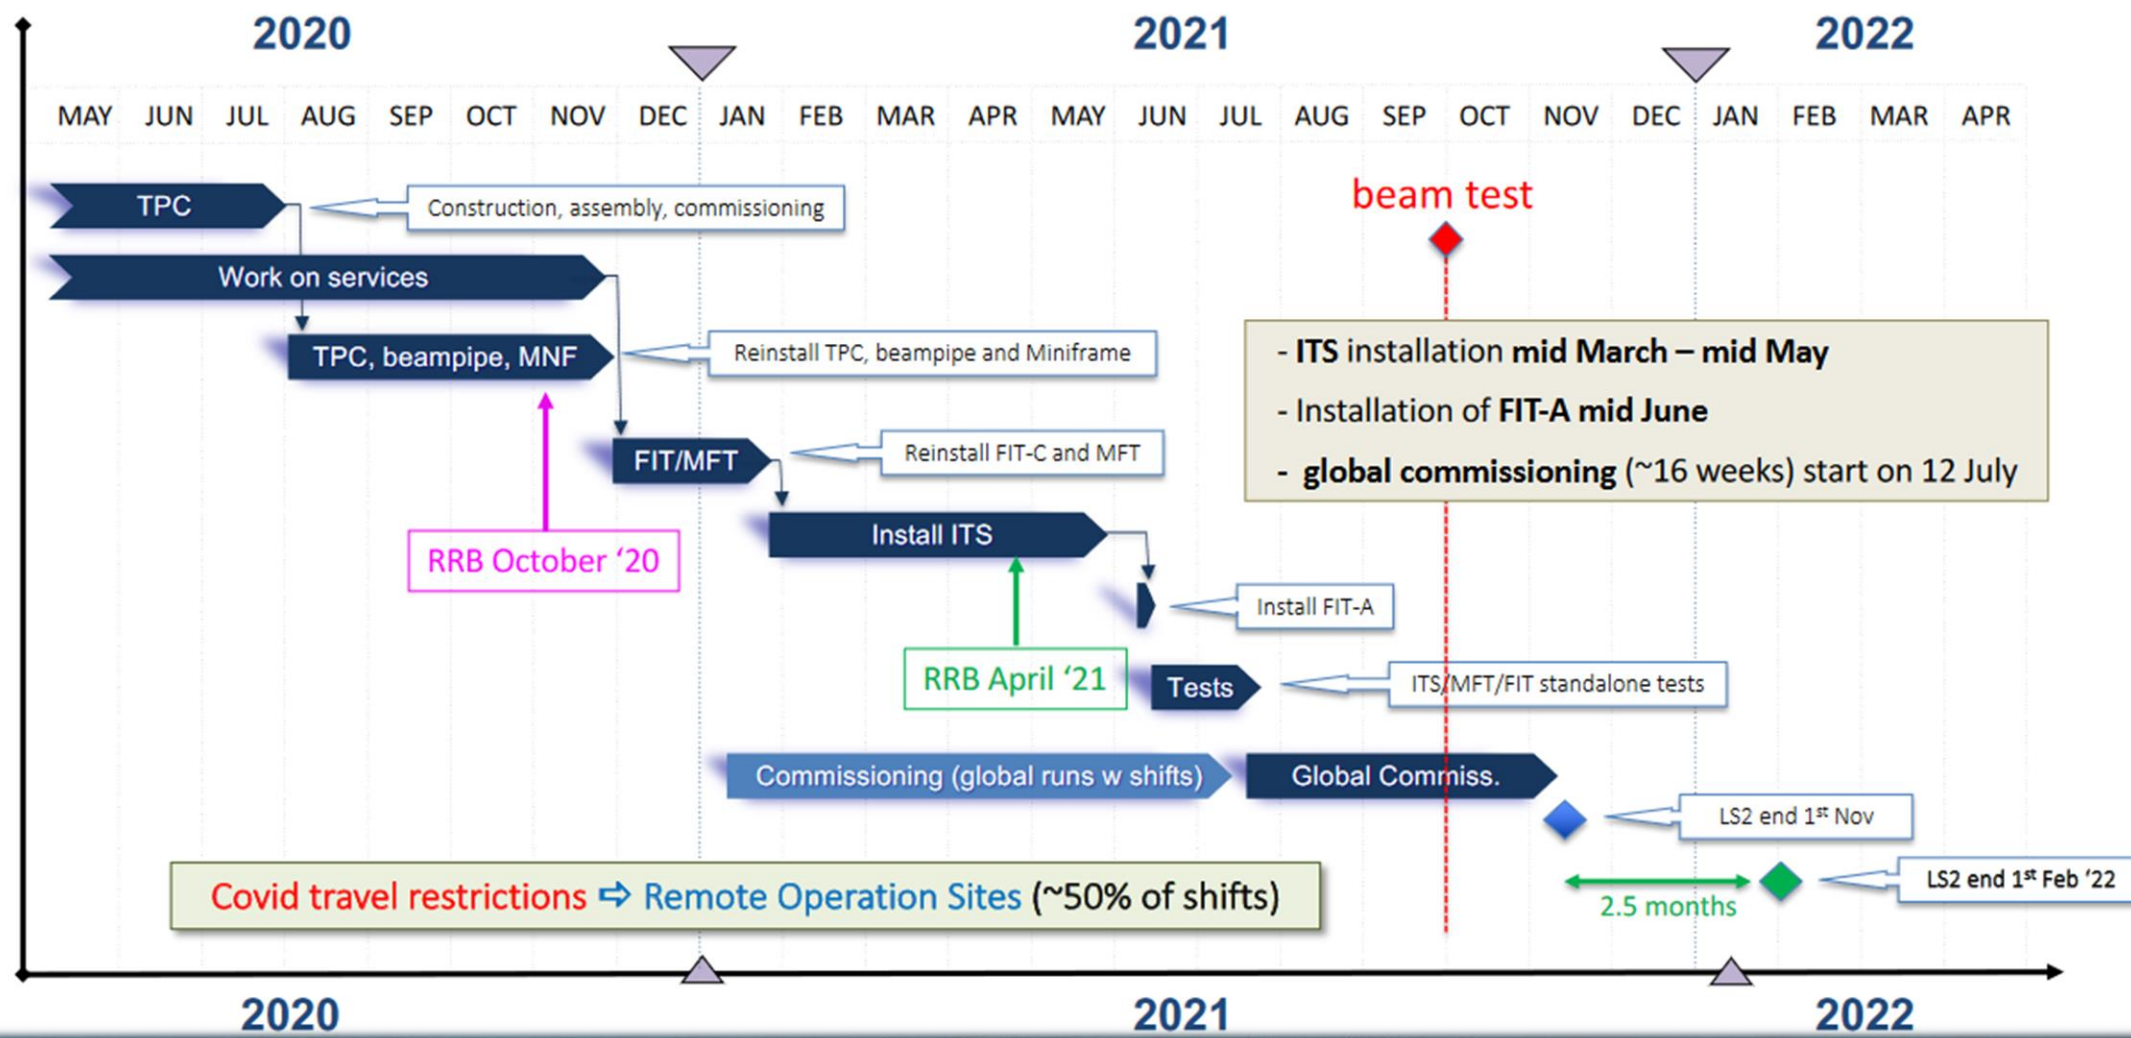 2020 2021 2022
MAY JUN JUL AUG SEP OCT NOV DEC JAN FEB MAR APR MAY JUN JUL AUG SEP OCT NOV DEC JAN FEB MAR APR
TPC
Construction, assembly, commissioning
beam test
Work on services
TPC, beampipe, MNF
Reinstall TPC, beampipe and Miniframe
- ITS installation mid March – mid May
- Installation of FIT-A mid June
- global commissioning (~16 weeks) start on 12 July
FIT/MFT
Reinstall FIT-C and MFT
Install ITS
RRB October ‘20
Install FIT-A
RRB April ‘21
Tests
ITS/MFT/FIT standalone tests
Commissioning (global runs w shifts)
Global Commiss.
LS2 end 1st Nov
LS2 end 1st Feb ‘22
2.5 months
Covid travel restrictions ⇨ Remote Operation Sites (~50% of shifts)
2020 2021 2022